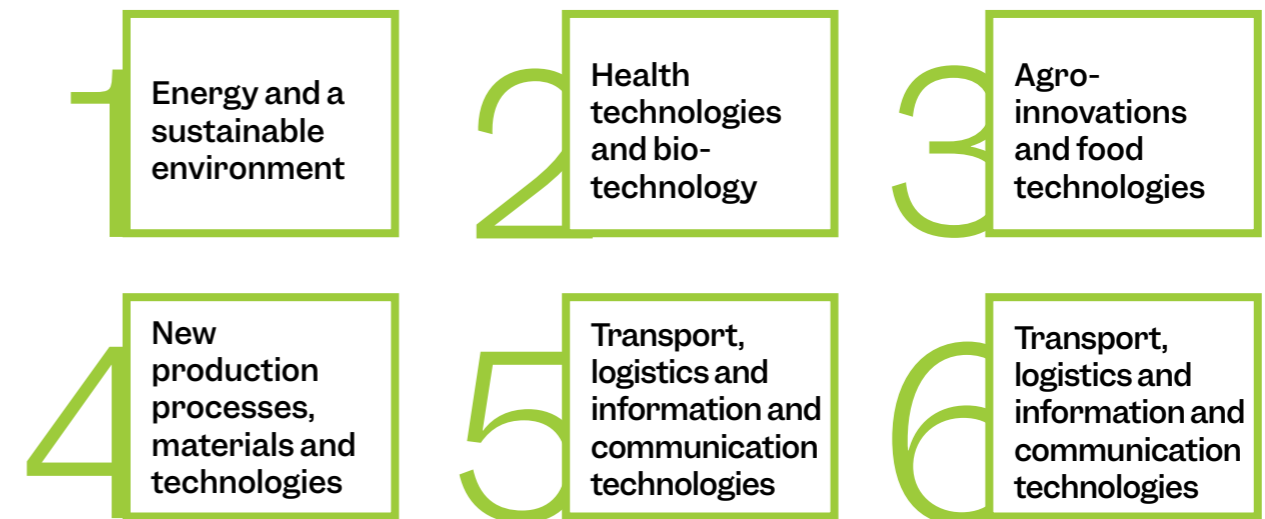 1
Energy and a
sustainable
environment
2
Health
technologies
and bio-
technology
3
Agro-
innovations
and food
technologies
4
New
production
processes,
materials and
technologies
5
Transport,
logistics and
information and
communication
technologies
6
Transport,
logistics and
information and
communication
technologies